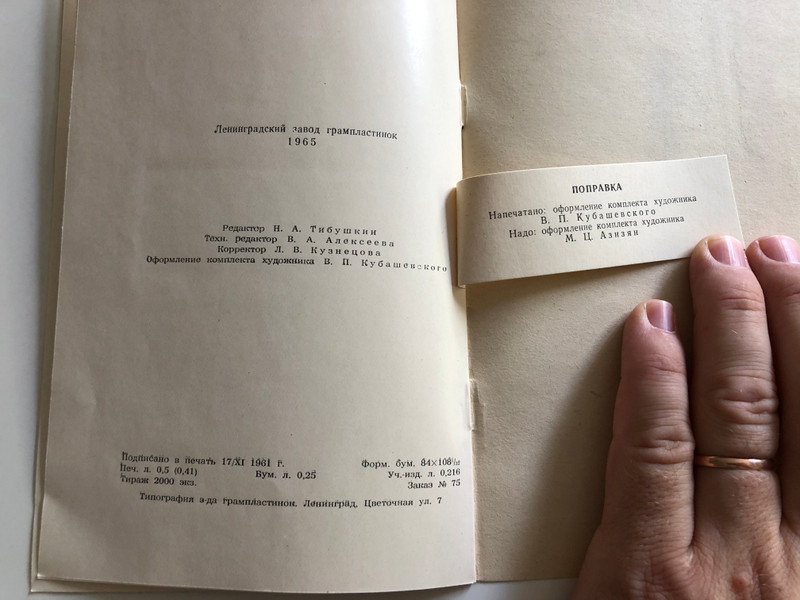 Ленинградский завод грампластинок
1965
Редактор Н. А. Тибушкин
Техн. редактор В. А. Алексеева
Корректор Л. В. Кузнецова
Оформление комплекта художника В. П. Кубашевского
Подписано в печать 17/XI 1961 г. Форм. бум. 84×108¹/₃₂
Печ. л. 0,5 (0,41) Бум. л. 0,25 Уч.-изд. л. 0,216
Тираж 2000 экз. Заказ № 75
Типография з-да грампластинок. Ленинград, Цветочная ул. 7
ПОПРАВКА
Напечатано: оформление комплекта художника
В. П. Кубашевского
Надо: оформление комплекта художника
М. Ц. Азизян